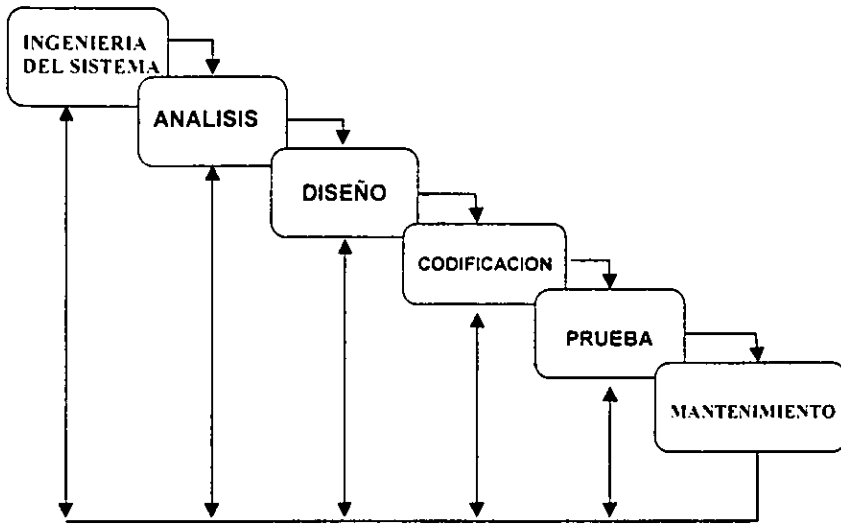 INGENIERIA
DEL SISTEMA
ANALISIS
DISEÑO
CODIFICACION
PRUEBA
MANTENIMIENTO